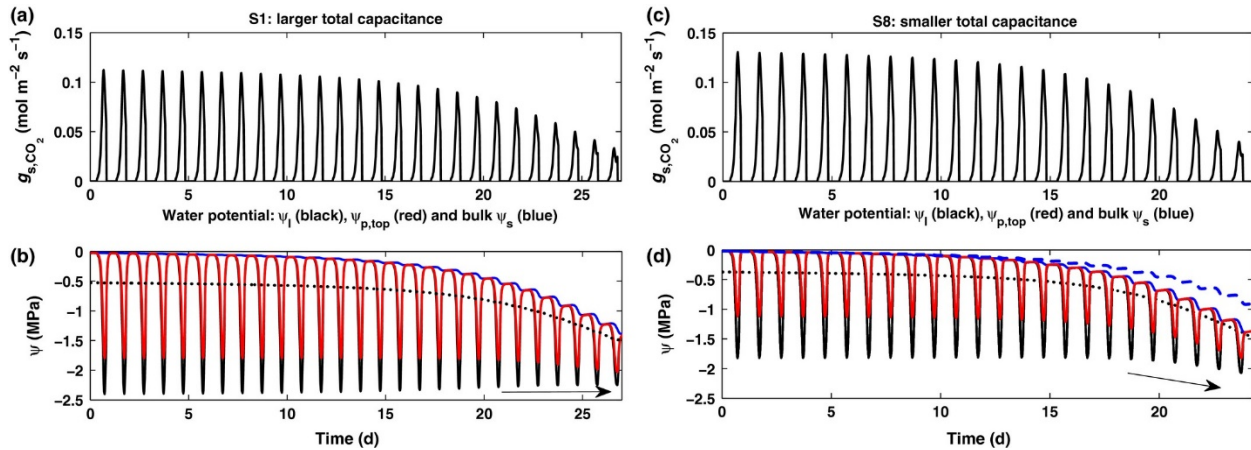 (a)
S1: larger total capacitance
g_s,CO₂ (mol m⁻² s⁻¹)
0.15
0.1
0.05
0
0 5 10 15 20 25
Water potential: ψ_l (black), ψ_p,top (red) and bulk ψ_s (blue)
(b)
ψ (MPa)
0
−0.5
−1
−1.5
−2
−2.5
0 5 10 15 20 25
Time (d)
(c)
S8: smaller total capacitance
g_s,CO₂ (mol m⁻² s⁻¹)
0.15
0.1
0.05
0
0 5 10 15 20
Water potential: ψ_l (black), ψ_p,top (red) and bulk ψ_s (blue)
(d)
ψ (MPa)
0
−0.5
−1
−1.5
−2
−2.5
0 5 10 15 20
Time (d)